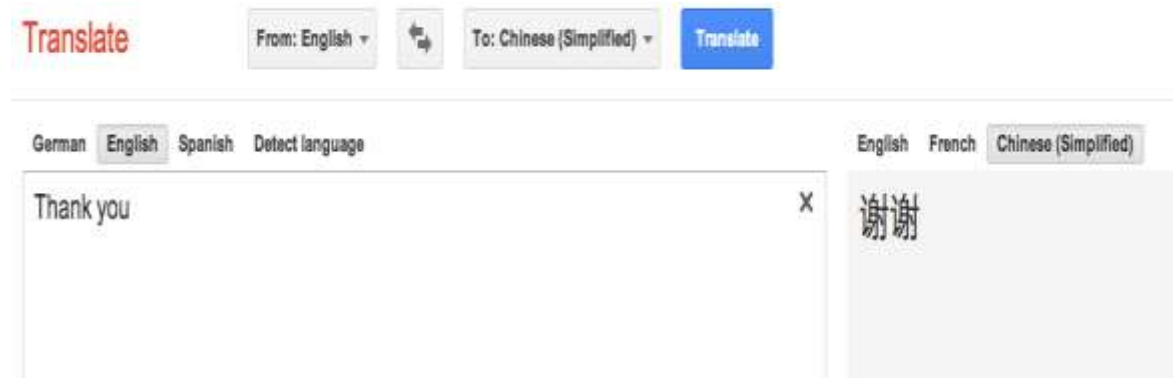 Translate From: English To: Chinese (Simplified) Translate
German English Spanish Detect language English French Chinese (Simplified)
Thank you X 谢谢